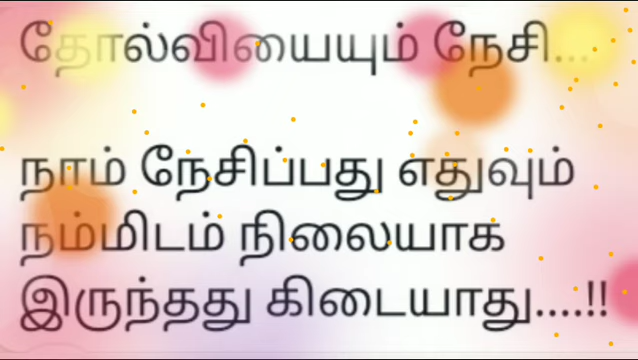 தோல்வியையும் நேசி...
நாம் நேசிப்பது எதுவும்
நம்மிடம் நிலையாக
இருந்தது கிடையாது....!!